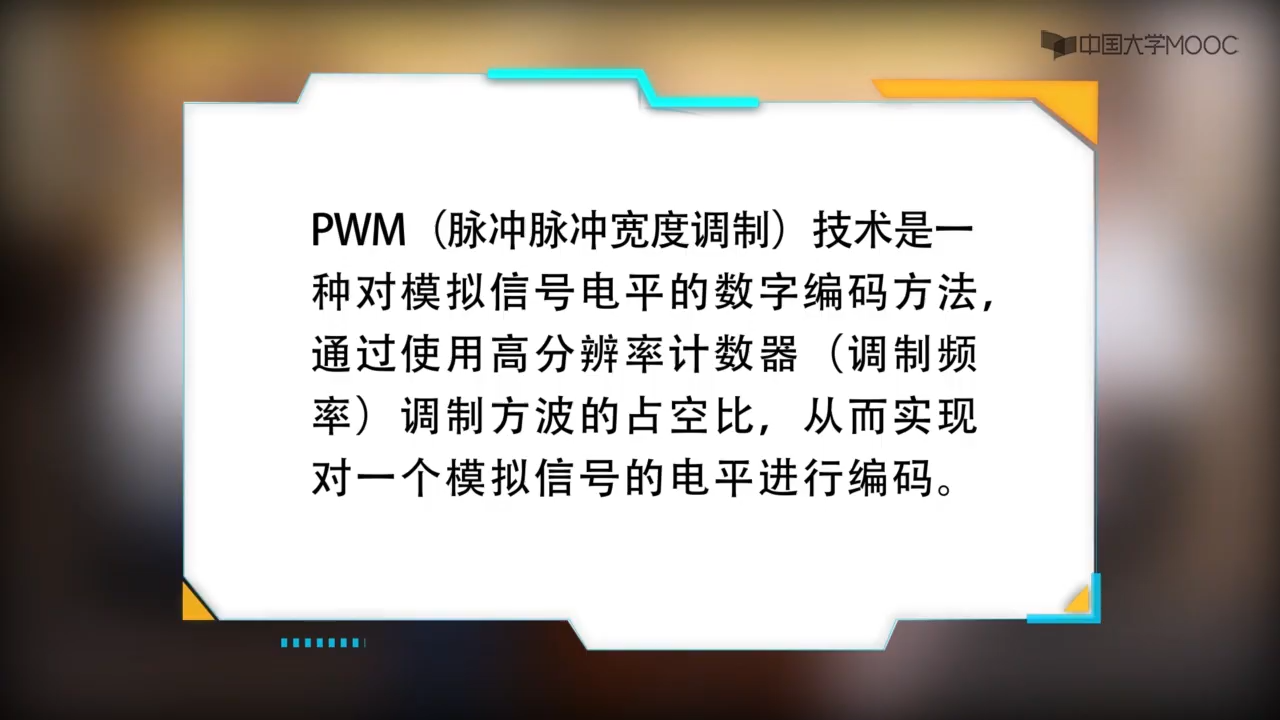 中国大学MOOC
PWM（脉冲脉冲宽度调制）技术是一
种对模拟信号电平的数字编码方法，
通过使用高分辨率计数器（调制频
率）调制方波的占空比，从而实现
对一个模拟信号的电平进行编码。